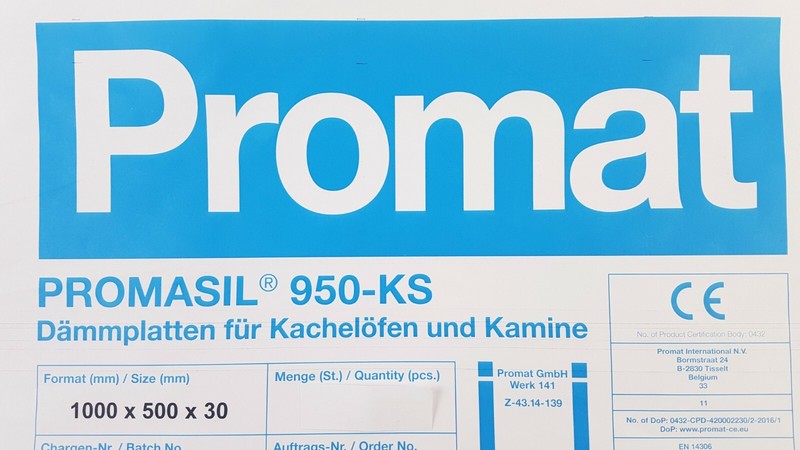 Promat
PROMASIL® 950-KS
Dämmplatten für Kachelöfen und Kamine
Format (mm) / Size (mm)
1000 x 500 x 30
Menge (St.) / Quantity (pcs.)
Chargen-Nr. / Batch No.
Auftrags-Nr. / Order No.
Promat GmbH
Werk 141
Z-43.14-139
CE
No. of Product Certification Body: 0432
Promat International N.V.
Bormstraat 24
B-2830 Tisselt
Belgium
33
11
No. of DoP: 0432-CPD-420002230/2-2016/1
DoP: www.promat-ce.eu
EN 14306